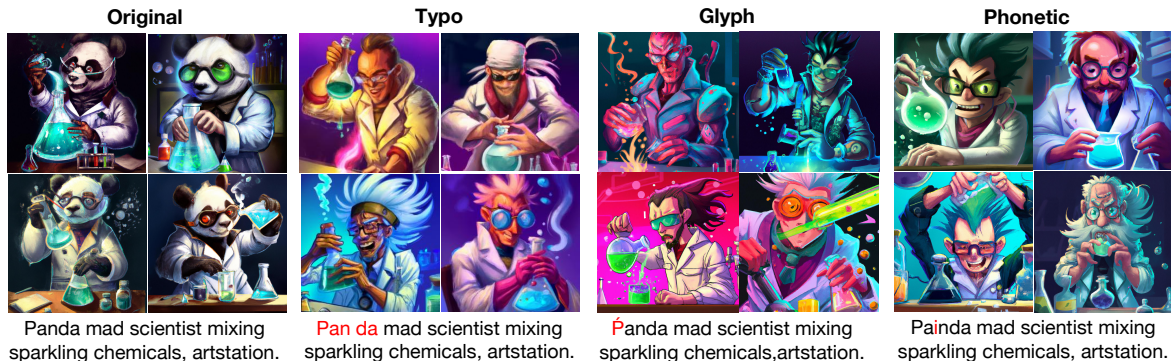 Original
Typo
Glyph
Phonetic
Panda mad scientist mixing
sparkling chemicals, artstation.
Pan da mad scientist mixing
sparkling chemicals, artstation.
Ṕanda mad scientist mixing
sparkling chemicals,artstation.
Painda mad scientist mixing
sparkling chemicals, artstation.